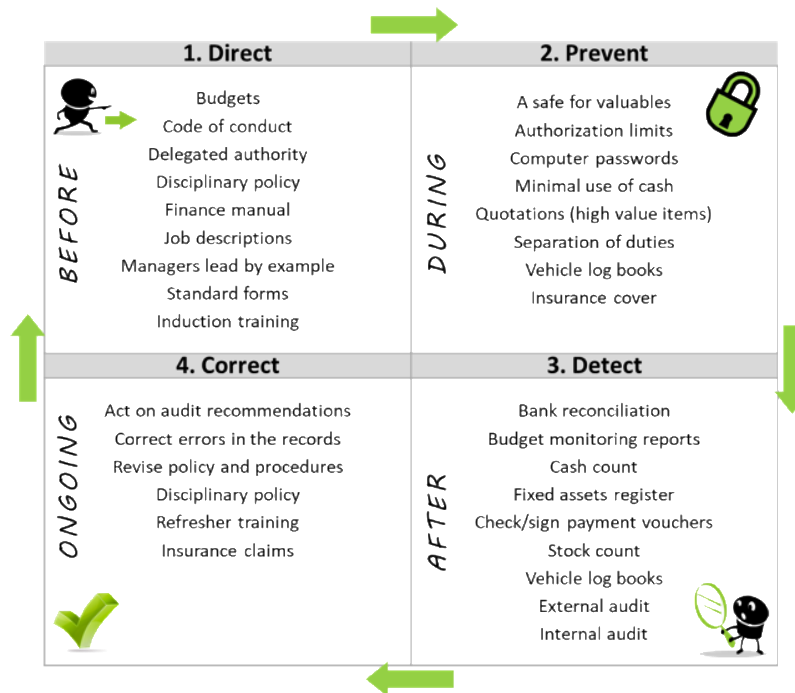 1. Direct
BEFORE
Budgets
Code of conduct
Delegated authority
Disciplinary policy
Finance manual
Job descriptions
Managers lead by example
Standard forms
Induction training
2. Prevent
DURING
A safe for valuables
Authorization limits
Computer passwords
Minimal use of cash
Quotations (high value items)
Separation of duties
Vehicle log books
Insurance cover
3. Detect
AFTER
Bank reconciliation
Budget monitoring reports
Cash count
Fixed assets register
Check/sign payment vouchers
Stock count
Vehicle log books
External audit
Internal audit
4. Correct
ONGOING
Act on audit recommendations
Correct errors in the records
Revise policy and procedures
Disciplinary policy
Refresher training
Insurance claims